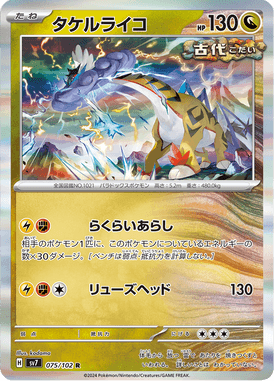 たね タケルライコ HP 130
古代 こだい
全国図鑑NO.1021 パラドックスポケモン 高さ:5.2m 重さ:480.0kg
らくらいあらし
相手のポケモン1匹に、このポケモンについているエネルギーの
数×30ダメージ。[ベンチは弱点・抵抗力を計算しない。]
リューズヘッド 130
弱点 抵抗力 にげる
Illus. kodama
H sv7 075/102 R
©2024 Pokémon/Nintendo/Creatures/GAME FREAK.